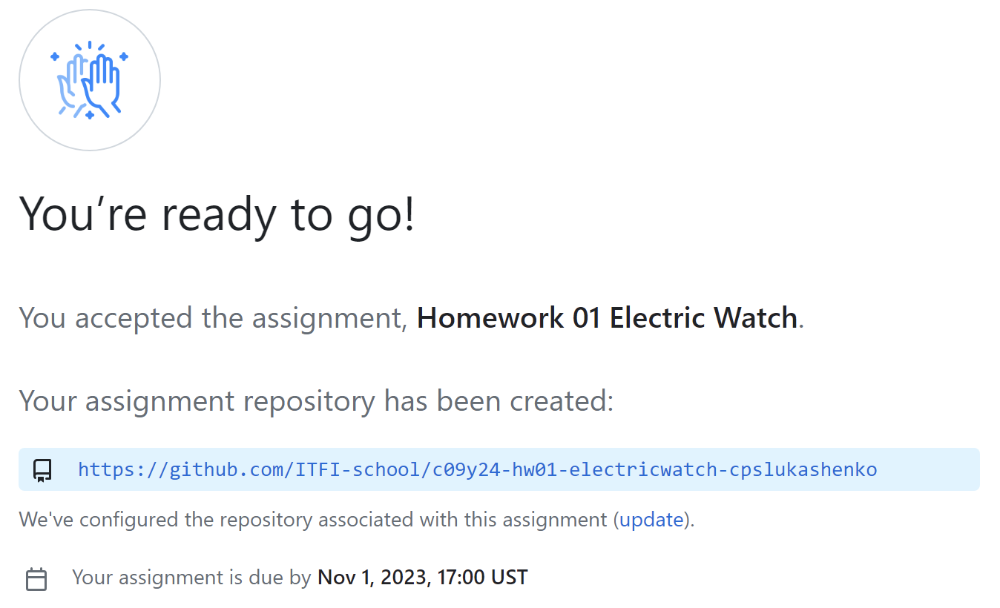 You’re ready to go!
You accepted the assignment, Homework 01 Electric Watch.
Your assignment repository has been created:
https://github.com/ITFI-school/c09y24-hw01-electricwatch-cpslukashenko
We've configured the repository associated with this assignment (update).
Your assignment is due by Nov 1, 2023, 17:00 UST